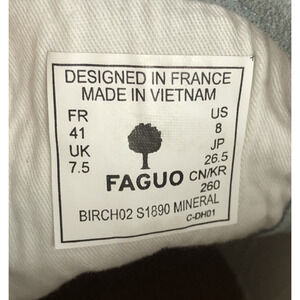 DESIGNED IN FRANCE
MADE IN VIETNAM
FR
41
UK
7.5
US
8
JP
26.5
CN/KR
260
FAGUO
BIRCH02 S1890 MINERAL
C-DH01